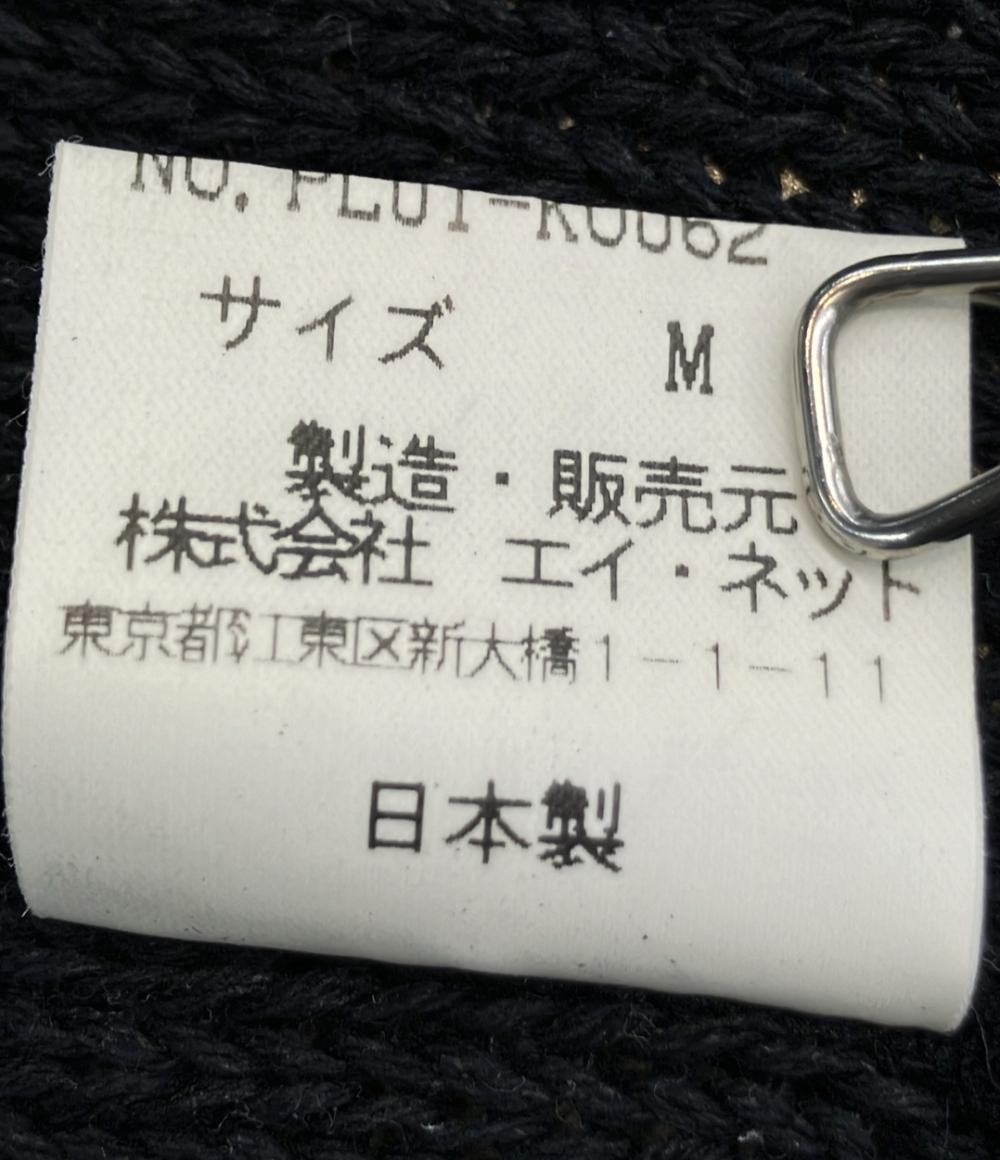 NO. PL01-K0062
サイズ M
製造・販売元
株式会社 エイ・ネット
東京都江東区新大橋1-1-11
日本製